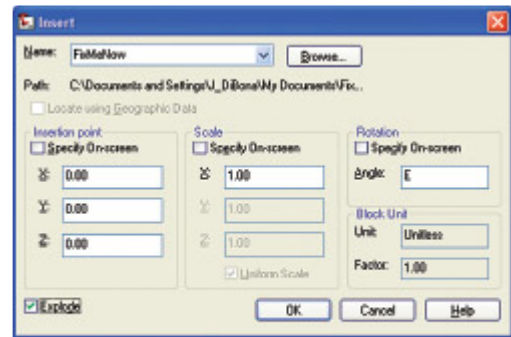 Insert
Name: FixMeNow Browse...
Path: C:\Documents and Settings\J_DiBona\My Documents\Fix...
Locate using Geographic Data
Insertion point
Specify On-screen
X: 0.00
Y: 0.00
Z: 0.00
Scale
Specify On-screen
X: 1.00
Y: 1.00
Z: 1.00
Uniform Scale
Rotation
Specify On-screen
Angle: E
Block Unit
Unit: Unitless
Factor: 1.00
Explode
OK Cancel Help